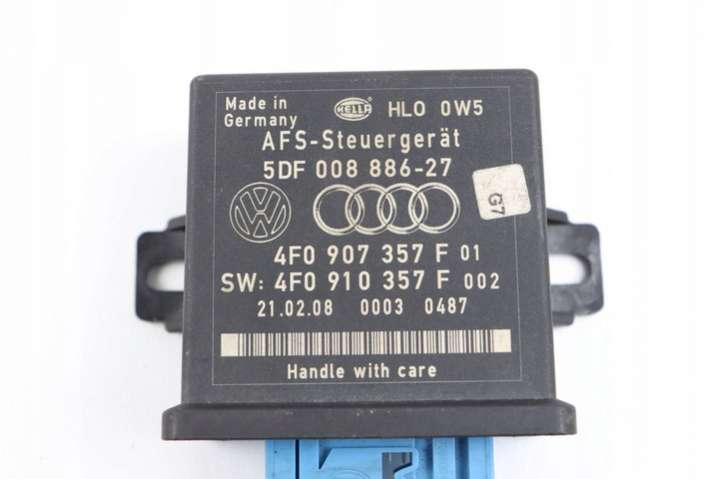 Made in
Germany
HELLA
HLO 0W5
AFS-Steuergerät
5DF 008 886-27
G7
VW
4F0 907 357 F 01
SW: 4F0 910 357 F 002
21.02.08 0003 0487
Handle with care